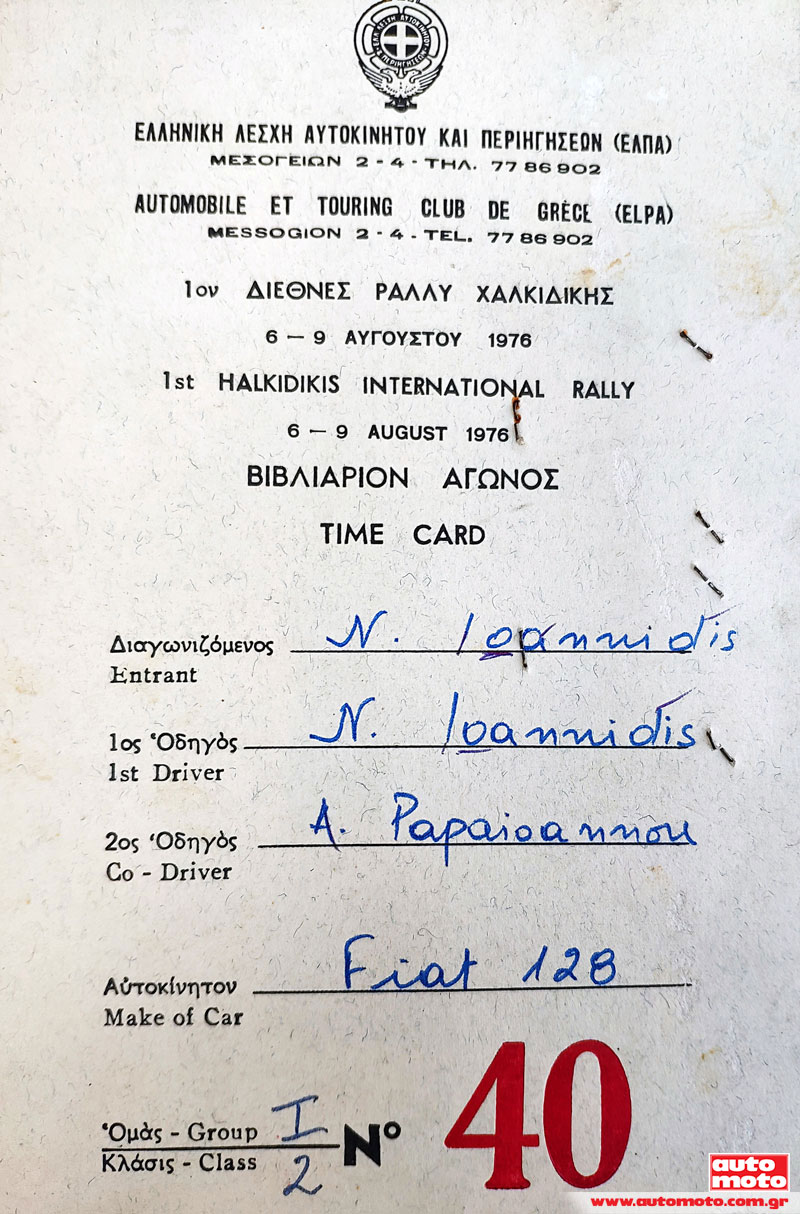 ΕΛΛΗΝΙΚΗ ΛΕΣΧΗ ΑΥΤΟΚΙΝΗΤΟΥ ΚΑΙ ΠΕΡΙΗΓΗΣΕΩΝ (ΕΛΠΑ)
ΜΕΣΟΓΕΙΩΝ 2-4 - ΤΗΛ. 77 86 902
AUTOMOBILE ET TOURING CLUB DE GRÈCE (ELPA)
MESSOGION 2-4 - TEL. 77 86 902
1ον ΔΙΕΘΝΕΣ ΡΑΛΛΥ ΧΑΛΚΙΔΙΚΗΣ
6 — 9 ΑΥΓΟΥΣΤΟΥ 1976
1st HALKIDIKIS INTERNATIONAL RALLY
6 — 9 AUGUST 1976
ΒΙΒΛΙΑΡΙΟΝ ΑΓΩΝΟΣ
TIME CARD
Διαγωνιζόμενος N. Ioannidis
Entrant
1ος Ὁδηγὸς N. Ioannidis
1st Driver
2ος Ὁδηγὸς A. Papaioannou
Co - Driver
Αὐτοκίνητον Fiat 128
Make of Car
Ὁμὰς - Group I
Κλάσις - Class 2
Nº 40
auto
moto
www.automoto.com.gr